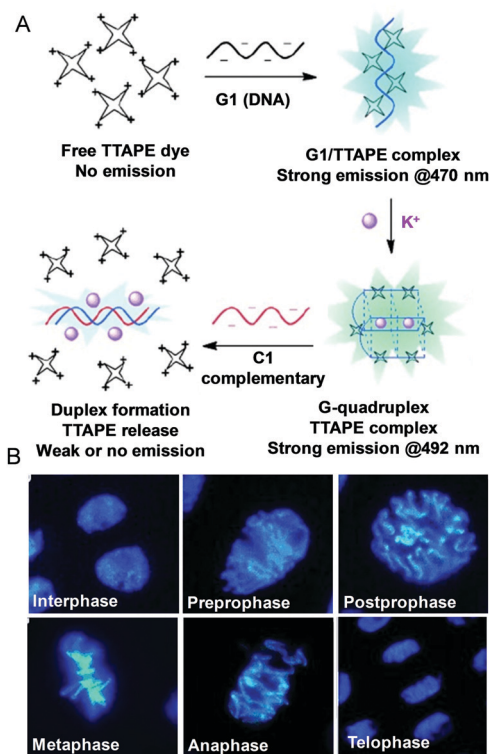 A
G1 (DNA)
Free TTAPE dye
No emission
G1/TTAPE complex
Strong emission @470 nm
K⁺
C1
complementary
Duplex formation
TTAPE release
Weak or no emission
G-quadruplex
TTAPE complex
Strong emission @492 nm
B
Interphase
Preprophase
Postprophase
Metaphase
Anaphase
Telophase